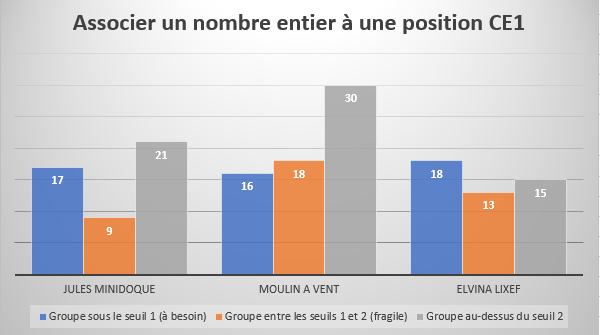 Associer un nombre entier à une position CE1
17
9
21
16
18
30
18
13
15
JULES MINIDOQUE
MOULIN A VENT
ELVINA LIXEF
Groupe sous le seuil 1 (à besoin)
Groupe entre les seuils 1 et 2 (fragile)
Groupe au-dessus du seuil 2